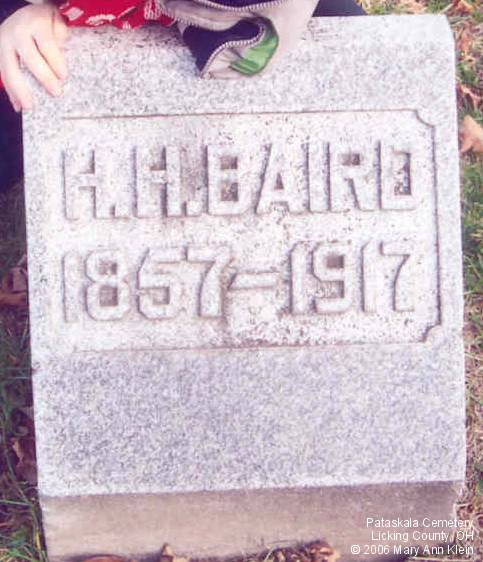 H.H.BAIRD
1857-1917
Pataskala Cemetery
Licking County, OH
© 2006 Mary Ann Klein